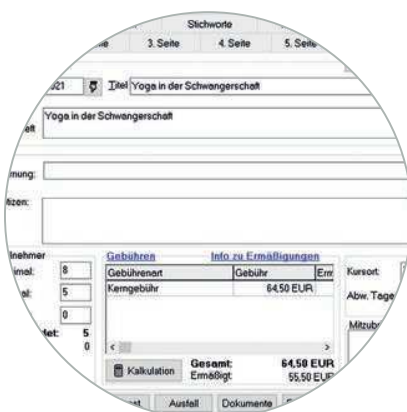 Stichworte
3. Seite 4. Seite 5. Seite
Titel Yoga in der Schwangerschaft
Yoga in der Schwangerschaft
Gebühren Info zu Ermäßigungen
8 Gebührenart Gebühr Kursort:
5 Kerngebühr 64,50 EUR Abw. Tage
0
5
0
Kalkulation Gesamt: 64,50 EUR
Ermäßigt: 55,50 EUR
Ausfall Dokumente